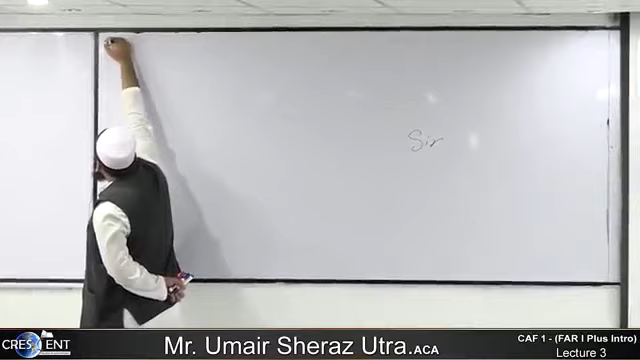 Sir
CRESCENT
Mr. Umair Sheraz Utra.ACA
CAF 1 - (FAR I Plus Intro)
Lecture 3